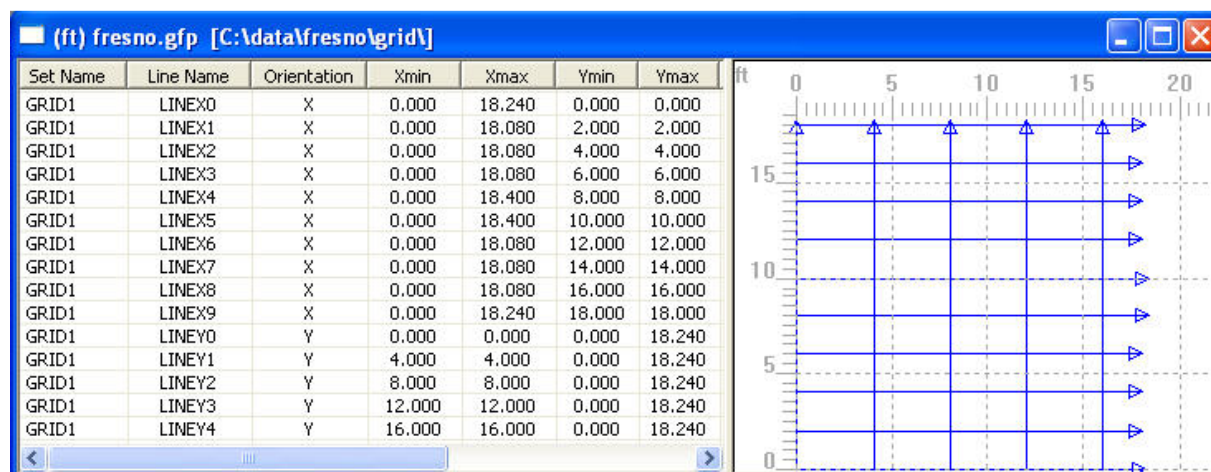 (ft) fresno.gfp [C:\data\fresno\grid\]
Set Name Line Name Orientation Xmin Xmax Ymin Ymax
GRID1 LINEX0 X 0.000 18.240 0.000 0.000
GRID1 LINEX1 X 0.000 18.080 2.000 2.000
GRID1 LINEX2 X 0.000 18.080 4.000 4.000
GRID1 LINEX3 X 0.000 18.080 6.000 6.000
GRID1 LINEX4 X 0.000 18.400 8.000 8.000
GRID1 LINEX5 X 0.000 18.400 10.000 10.000
GRID1 LINEX6 X 0.000 18.080 12.000 12.000
GRID1 LINEX7 X 0.000 18.080 14.000 14.000
GRID1 LINEX8 X 0.000 18.080 16.000 16.000
GRID1 LINEX9 X 0.000 18.240 18.000 18.000
GRID1 LINEY0 Y 0.000 0.000 0.000 18.240
GRID1 LINEY1 Y 4.000 4.000 0.000 18.240
GRID1 LINEY2 Y 8.000 8.000 0.000 18.240
GRID1 LINEY3 Y 12.000 12.000 0.000 18.240
GRID1 LINEY4 Y 16.000 16.000 0.000 18.240
ft 0 5 10 15 20
15
10
5
0